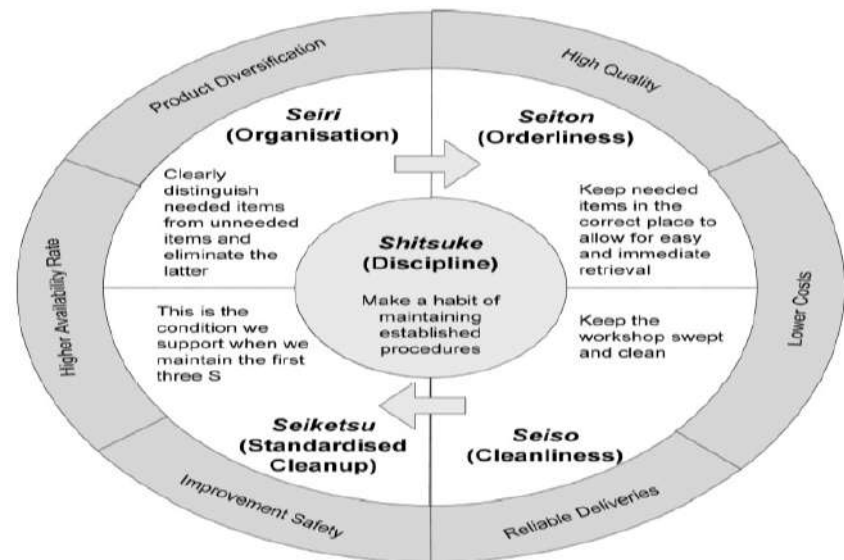 Product Diversification
High Quality
Seiri
(Organisation)
Seiton
(Orderliness)
Clearly
distinguish
needed items
from unneeded
items and
eliminate the
latter
Keep needed
items in the
correct place to
allow for easy
and immediate
retrieval
Shitsuke
(Discipline)
Make a habit of
maintaining
established
procedures
Higher Availability Rate
Lower Costs
This is the
condition we
support when we
maintain the first
three S
Keep the
workshop swept
and clean
Seiketsu
(Standardised
Cleanup)
Seiso
(Cleanliness)
Improvement Safety
Reliable Deliveries